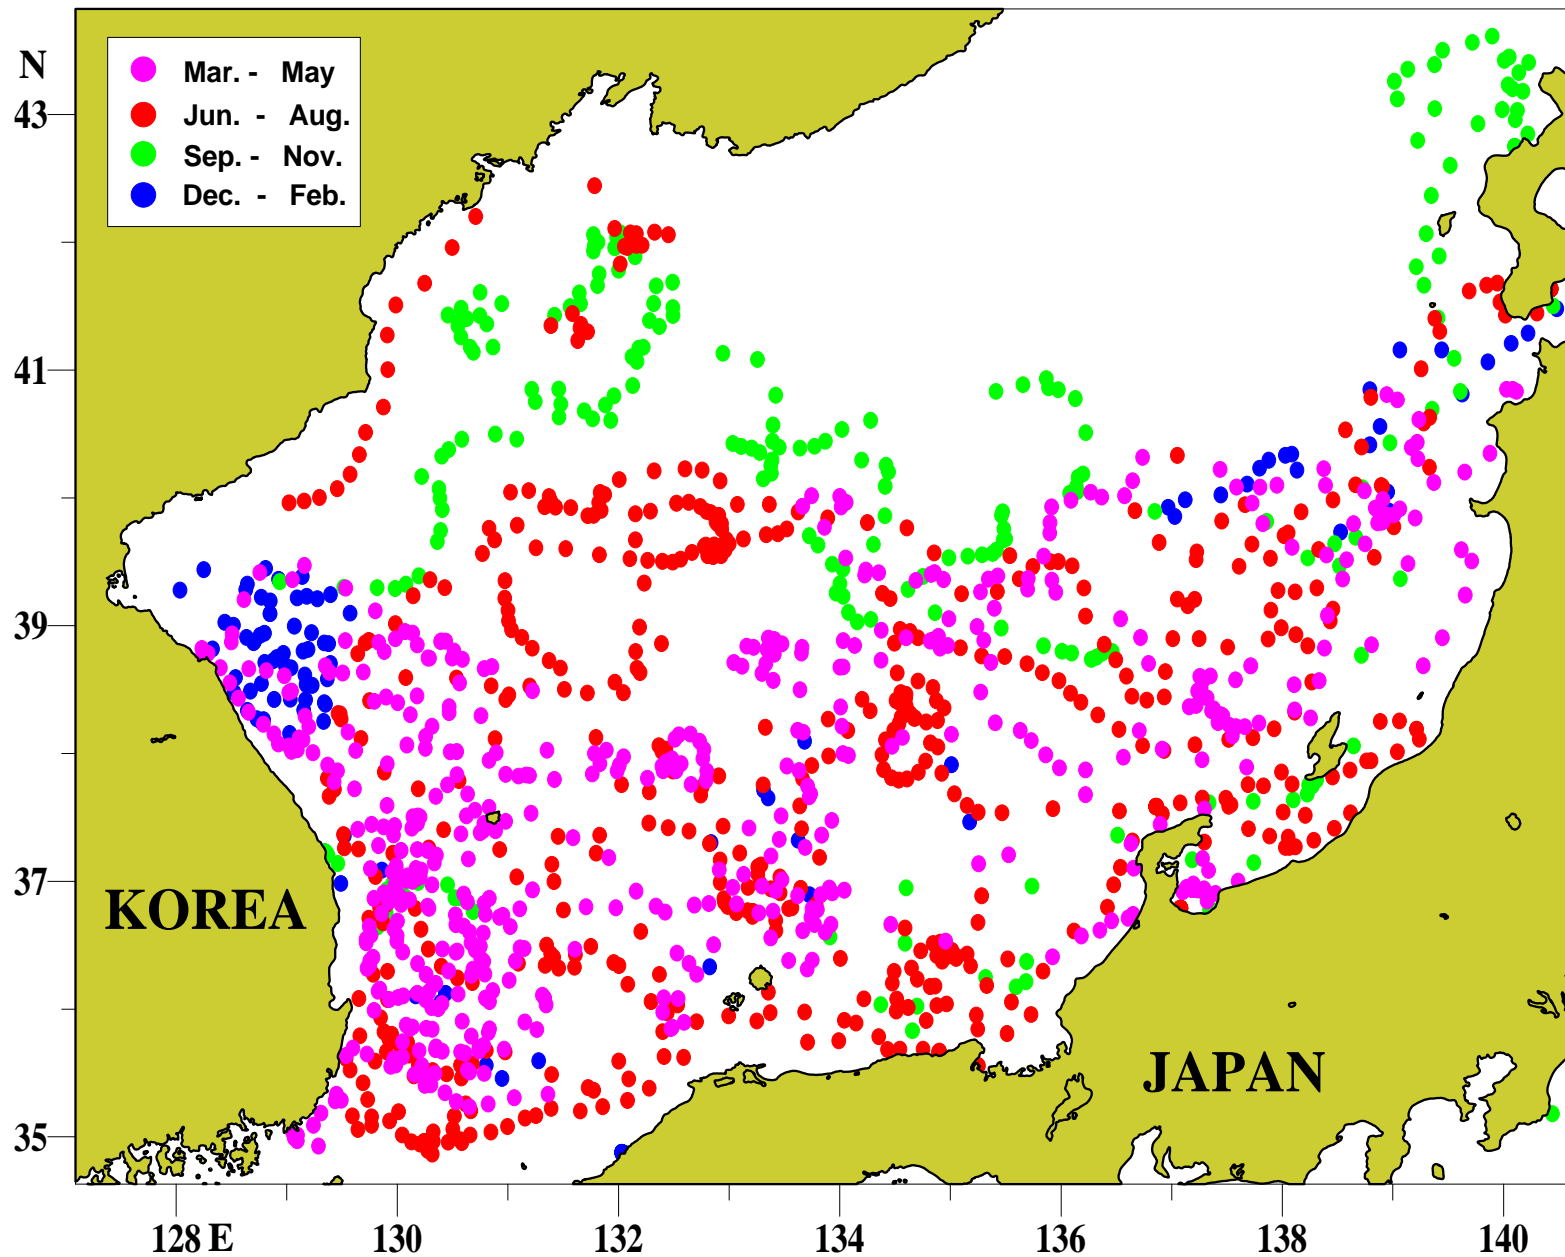 N
Mar. - May
Jun. - Aug.
Sep. - Nov.
Dec. - Feb.
43
41
39
37
35
KOREA
JAPAN
128 E 130 132 134 136 138 140